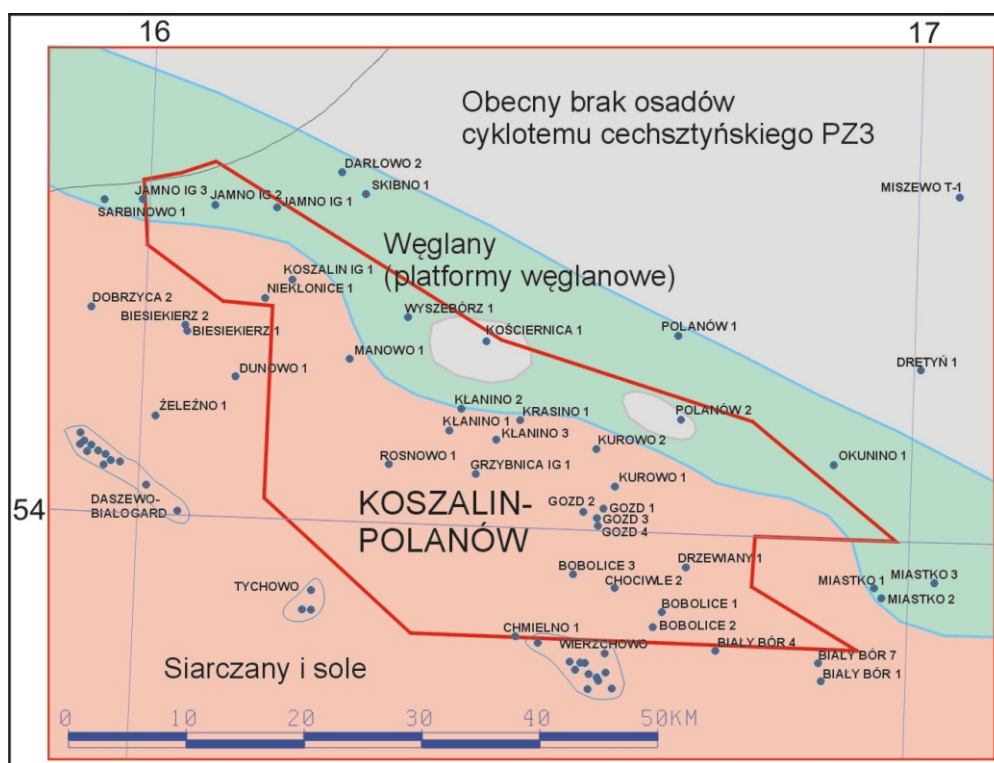 16
17
Obecny brak osadów
cyklotemu cechsztyńskiego PZ3
DARŁOWO 2
SKIBNO 1
MISZEWO T-1
JAMNO IG 3
JAMNO IG 2
JAMNO IG 1
SARBINOWO 1
Węglany
(platformy węglanowe)
KOSZALIN IG 1
NIEKŁONICE 1
DOBRZYCA 2
BIESIEKIERZ 2
BIESIEKIERZ 1
WYSZEBÓRZ 1
KOŚCIERNICA 1
POLANÓW 1
MANOWO 1
DUNOWO 1
DRĘTYŃ 1
ŻELEŹNO 1
KŁANINO 2
KRASINO 1
POLANÓW 2
KŁANINO 1
KŁANINO 3
KUROWO 2
ROSNOWO 1
GRZYBNICA IG 1
OKUNINO 1
KUROWO 1
54
DASZEWO-
BIAŁOGARD
KOSZALIN-
POLANÓW
GOZD 2
GOZD 1
GOZD 3
GOZD 4
BOBOLICE 3
DRZEWIANY 1
CHOCIWLE 2
MIASTKO 1
MIASTKO 3
MIASTKO 2
TYCHOWO
BOBOLICE 1
BOBOLICE 2
CHMIELNO 1
WIERZCHOWO
BIAŁY BÓR 4
BIAŁY BÓR 7
BIAŁY BÓR 1
Siarczany i sole
0
10
20
30
40
50KM